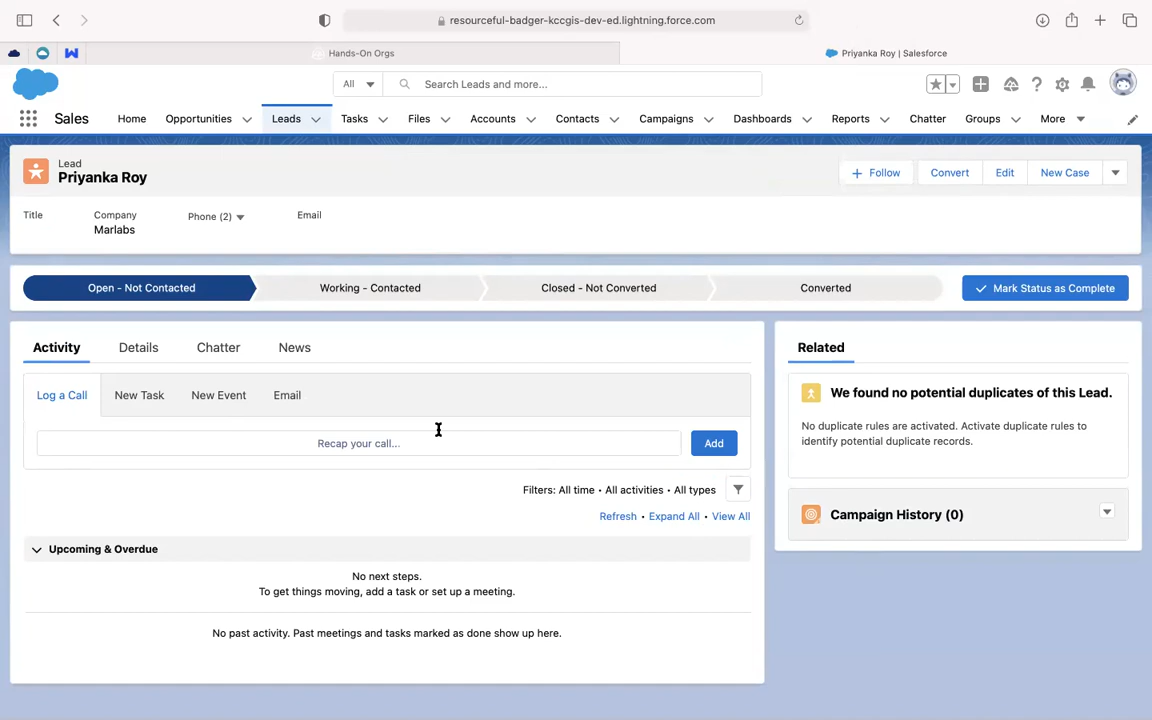 resourceful-badger-kccgis-dev-ed.lightning.force.com
Hands-On Orgs
Priyanka Roy | Salesforce
All
Search Leads and more...
Sales
Home
Opportunities
Leads
Tasks
Files
Accounts
Contacts
Campaigns
Dashboards
Reports
Chatter
Groups
More
Lead
Priyanka Roy
+ Follow
Convert
Edit
New Case
Title
Company
Phone (2)
Email
Marlabs
Open - Not Contacted
Working - Contacted
Closed - Not Converted
Converted
Mark Status as Complete
Activity
Details
Chatter
News
Log a Call
New Task
New Event
Email
Recap your call...
Add
Filters: All time • All activities • All types
Refresh • Expand All • View All
Upcoming & Overdue
No next steps.
To get things moving, add a task or set up a meeting.
No past activity. Past meetings and tasks marked as done show up here.
Related
We found no potential duplicates of this Lead.
No duplicate rules are activated. Activate duplicate rules to
identify potential duplicate records.
Campaign History (0)